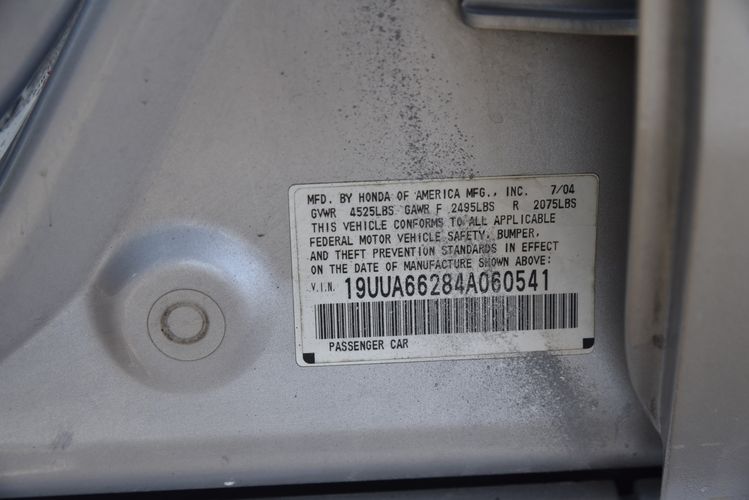 MFD. BY HONDA OF AMERICA MFG., INC. 7/04
GVWR 4525LBS GAWR F 2495LBS R 2075LBS
THIS VEHICLE CONFORMS TO ALL APPLICABLE
FEDERAL MOTOR VEHICLE SAFETY, BUMPER,
AND THEFT PREVENTION STANDARDS IN EFFECT
ON THE DATE OF MANUFACTURE SHOWN ABOVE:
V.I.N. 19UUA66284A060541
PASSENGER CAR